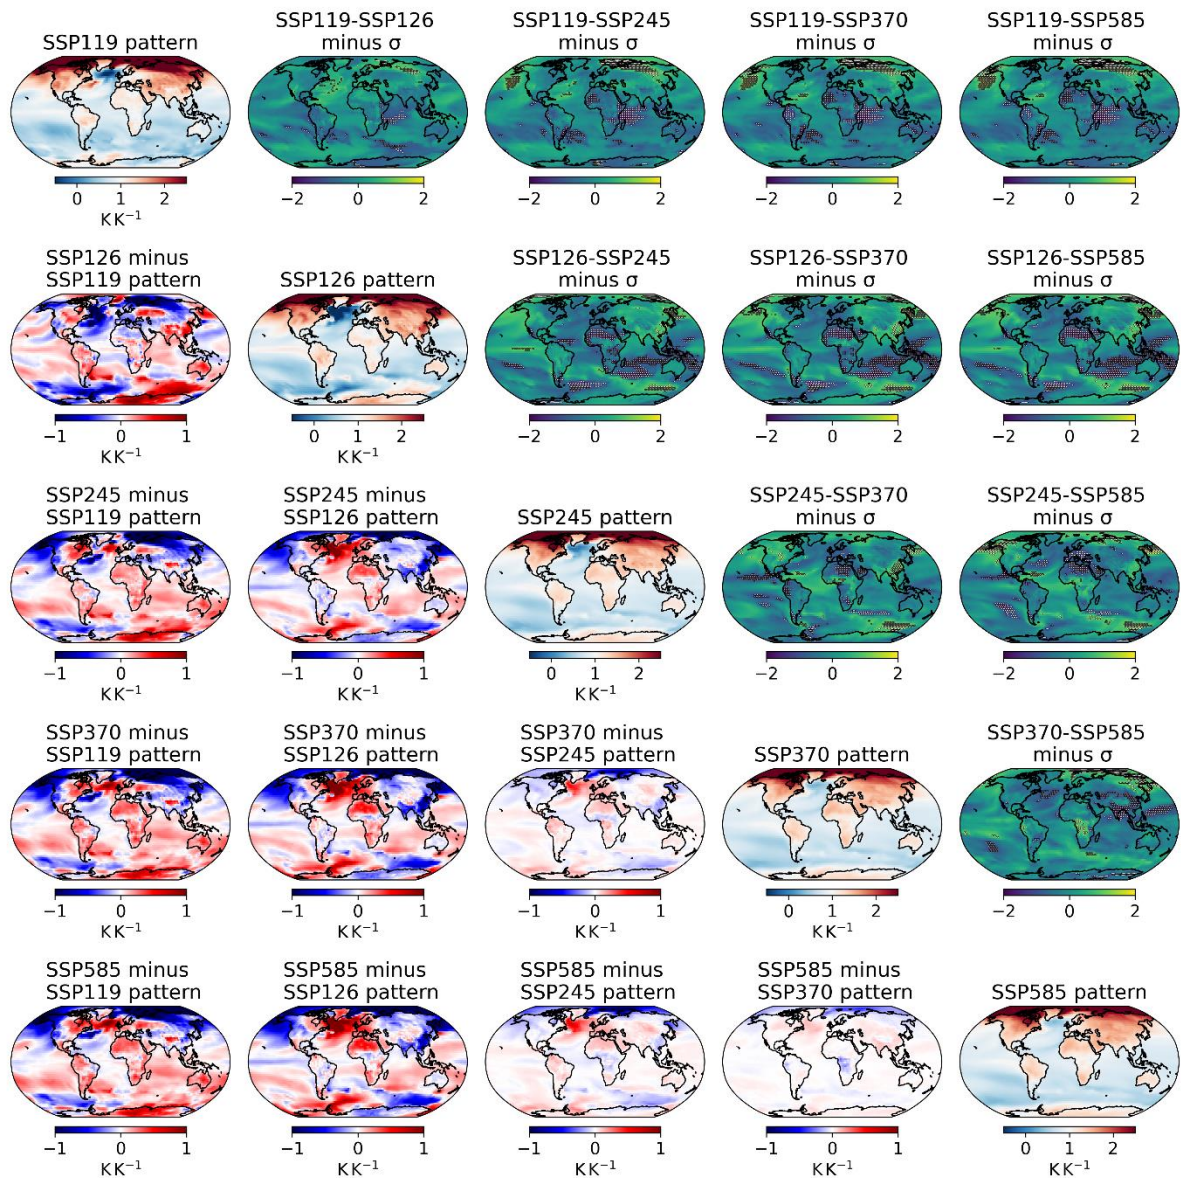 SSP119 pattern
SSP119-SSP126
minus σ
SSP119-SSP245
minus σ
SSP119-SSP370
minus σ
SSP119-SSP585
minus σ
0 1 2
K K⁻¹
−2 0 2
−2 0 2
−2 0 2
−2 0 2
SSP126 minus
SSP119 pattern
SSP126 pattern
SSP126-SSP245
minus σ
SSP126-SSP370
minus σ
SSP126-SSP585
minus σ
−1 0 1
K K⁻¹
0 1 2
K K⁻¹
−2 0 2
−2 0 2
−2 0 2
SSP245 minus
SSP119 pattern
SSP245 minus
SSP126 pattern
SSP245 pattern
SSP245-SSP370
minus σ
SSP245-SSP585
minus σ
−1 0 1
K K⁻¹
−1 0 1
K K⁻¹
0 1 2
K K⁻¹
−2 0 2
−2 0 2
SSP370 minus
SSP119 pattern
SSP370 minus
SSP126 pattern
SSP370 minus
SSP245 pattern
SSP370 pattern
SSP370-SSP585
minus σ
−1 0 1
K K⁻¹
−1 0 1
K K⁻¹
−1 0 1
K K⁻¹
0 1 2
K K⁻¹
−2 0 2
SSP585 minus
SSP119 pattern
SSP585 minus
SSP126 pattern
SSP585 minus
SSP245 pattern
SSP585 minus
SSP370 pattern
SSP585 pattern
−1 0 1
K K⁻¹
−1 0 1
K K⁻¹
−1 0 1
K K⁻¹
−1 0 1
K K⁻¹
0 1 2
K K⁻¹